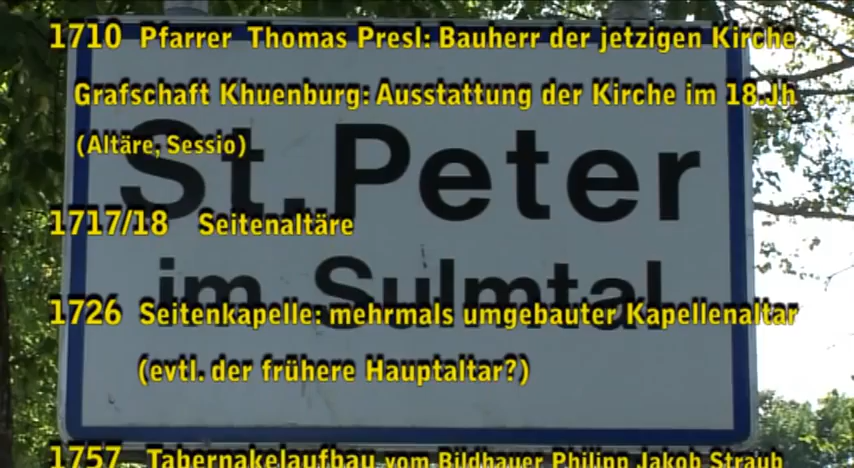 1710 Pfarrer Thomas Presl: Bauherr der jetzigen Kirche
Grafschaft Khuenburg: Ausstattung der Kirche im 18.Jh
(Altäre, Sessio)
St. Peter
1717/18 Seitenaltäre
im Sulmtal
1726 Seitenkapelle: mehrmals umgebauter Kapellenaltar
(evtl. der frühere Hauptaltar?)
1757 Tabernakelaufbau vom Bildhauer Philipp Jakob Straub